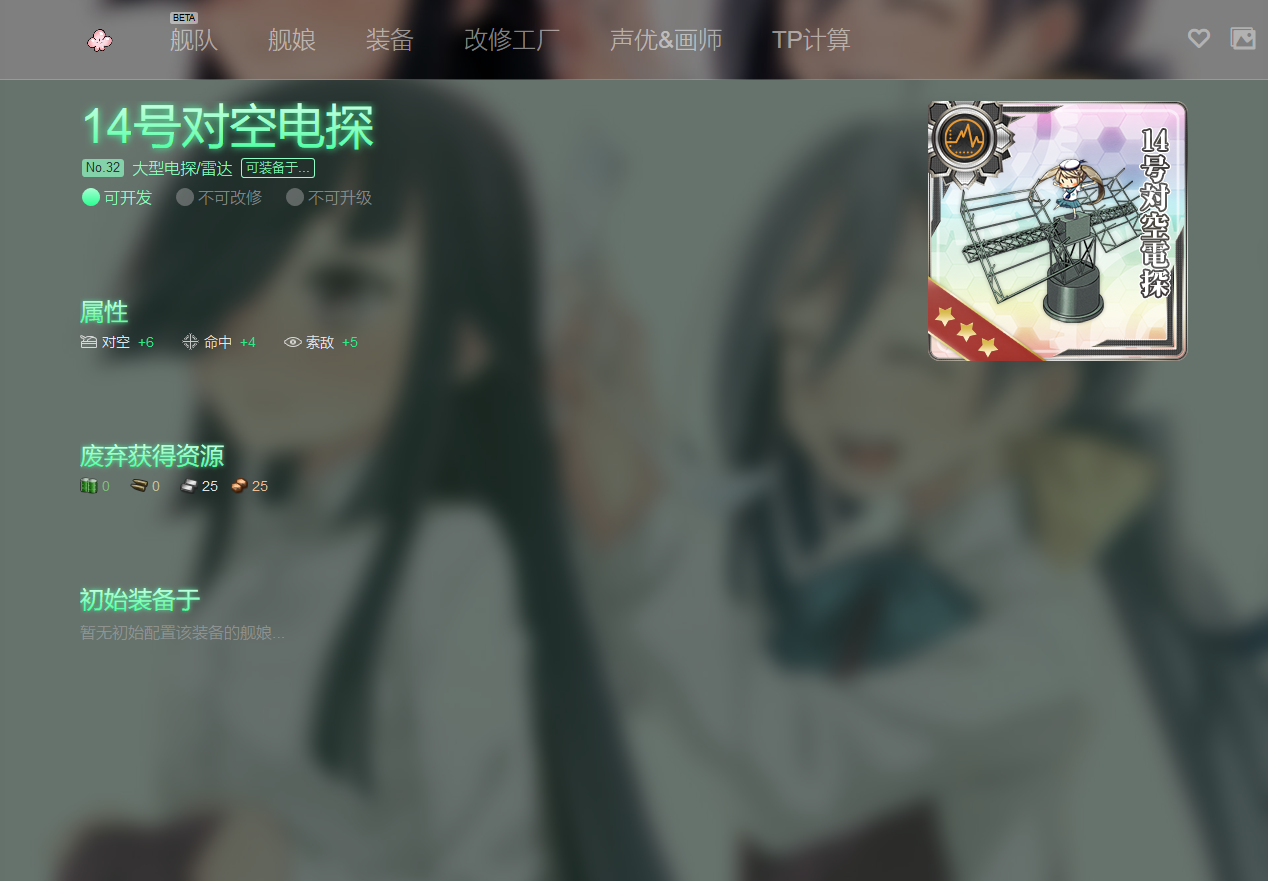 BETA
舰队 舰娘 装备 改修工厂 声优&画师 TP计算
14号对空电探
No.32 大型电探/雷达 可装备于...
可开发 不可改修 不可升级
14号対空電探
属性
对空 +6 命中 +4 索敌 +5
废弃获得资源
0 0 25 25
初始装备于
暂无初始配置该装备的舰娘...